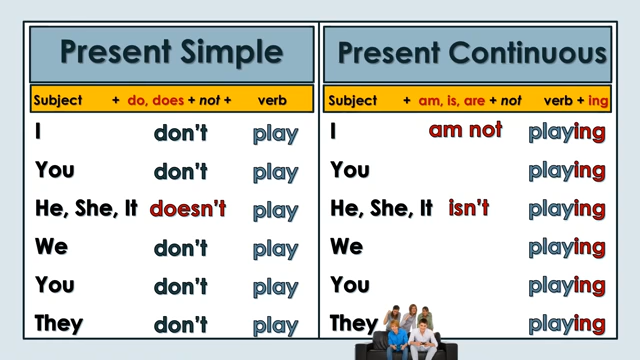 Present Simple
Subject + do, does + not + verb
I don't play
You don't play
He, She, It doesn't play
We don't play
You don't play
They don't play
Present Continuous
Subject + am, is, are + not verb + ing
I am not playing
You playing
He, She, It isn't playing
We playing
You playing
They playing